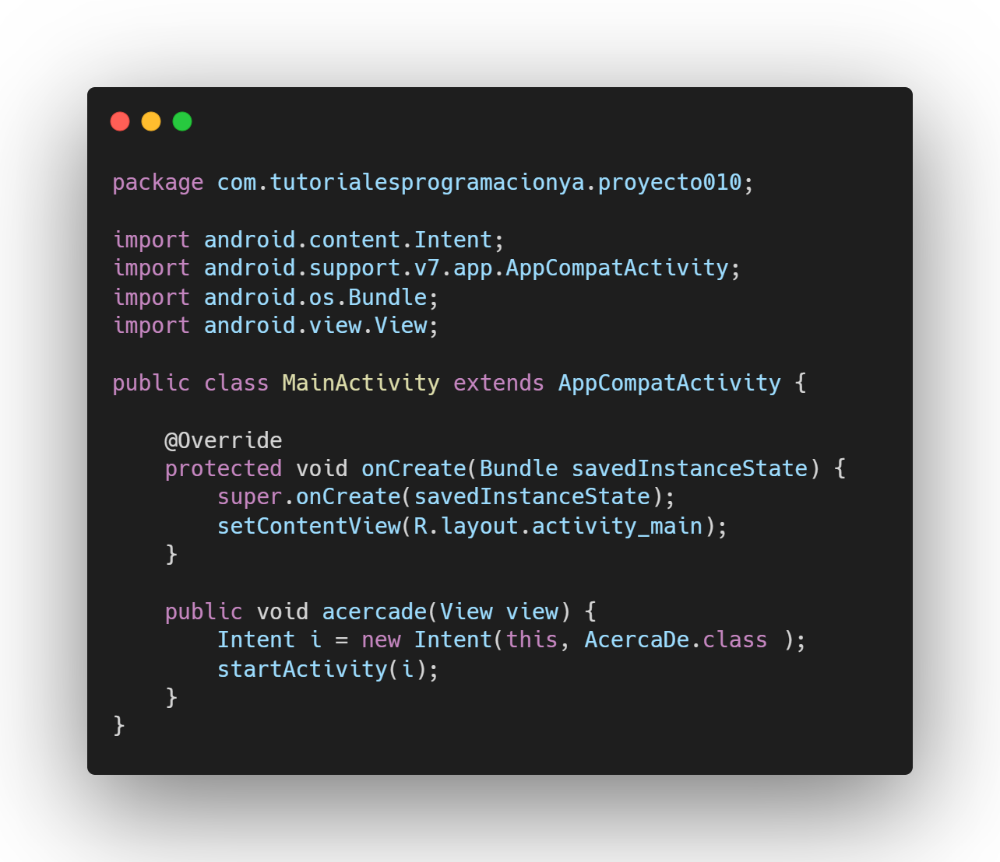 package com.tutorialesprogramacionya.proyecto010;

import android.content.Intent;
import android.support.v7.app.AppCompatActivity;
import android.os.Bundle;
import android.view.View;

public class MainActivity extends AppCompatActivity {

    @Override
    protected void onCreate(Bundle savedInstanceState) {
        super.onCreate(savedInstanceState);
        setContentView(R.layout.activity_main);
    }

    public void acercade(View view) {
        Intent i = new Intent(this, AcercaDe.class );
        startActivity(i);
    }
}